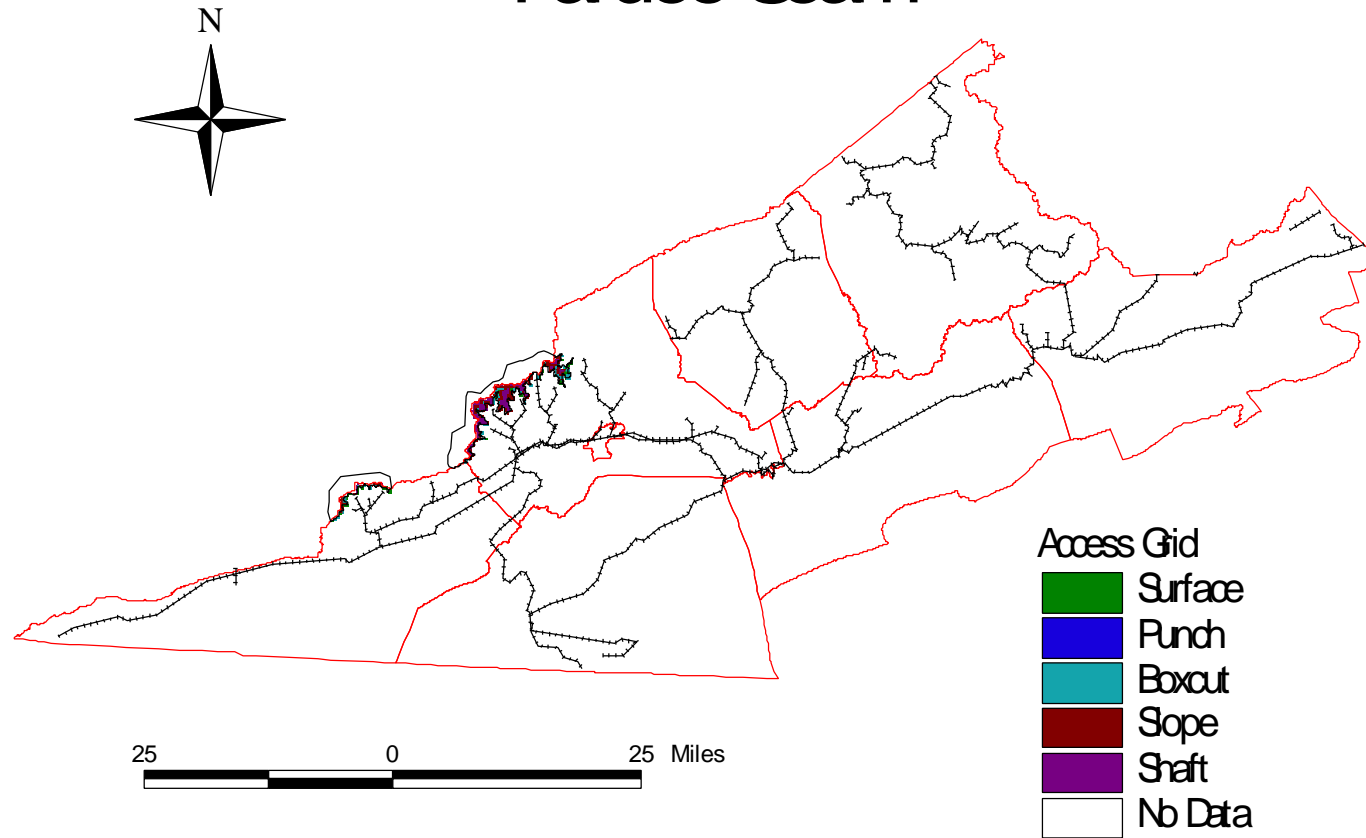 N
Access Grid
Surface
Punch
Boxcut
Slope
Shaft
No Data
25 0 25 Miles